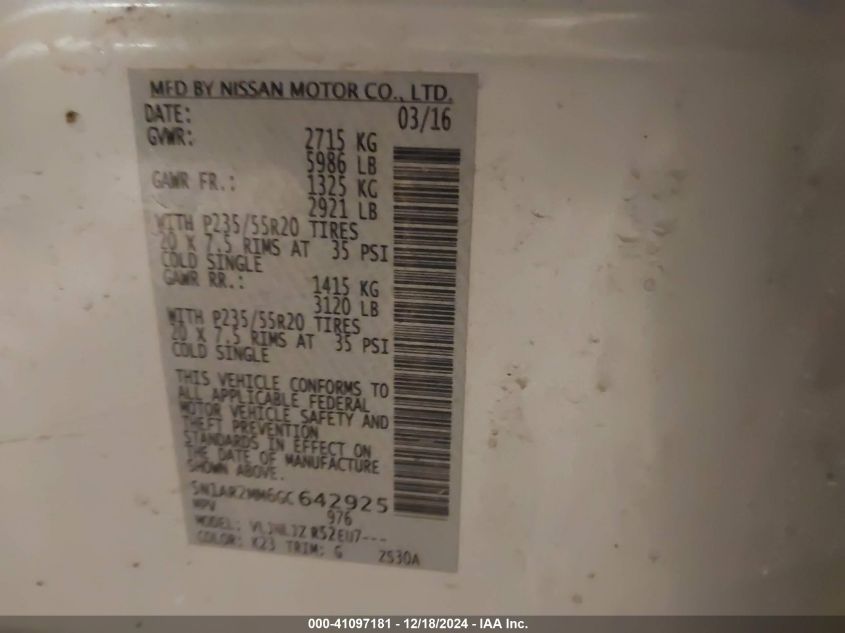 MFD BY NISSAN MOTOR CO., LTD.
DATE: 03/16
GVWR: 2715 KG
5986 LB
GAWR FR.: 1325 KG
2921 LB
WITH P235/55R20 TIRES
20 X 7.5 RIMS AT 35 PSI
COLD SINGLE
GAWR RR.: 1415 KG
3120 LB
WITH P235/55R20 TIRES
20 X 7.5 RIMS AT 35 PSI
COLD SINGLE
THIS VEHICLE CONFORMS TO
ALL APPLICABLE FEDERAL
MOTOR VEHICLE SAFETY AND
THEFT PREVENTION
STANDARDS IN EFFECT ON
THE DATE OF MANUFACTURE
SHOWN ABOVE.
5N1AR2MM6GC642925
MPV 976
MODEL: R52EU7---
COLOR: K23 TRIM: G 2S30A
000-41097181 - 12/18/2024 - IAA Inc.